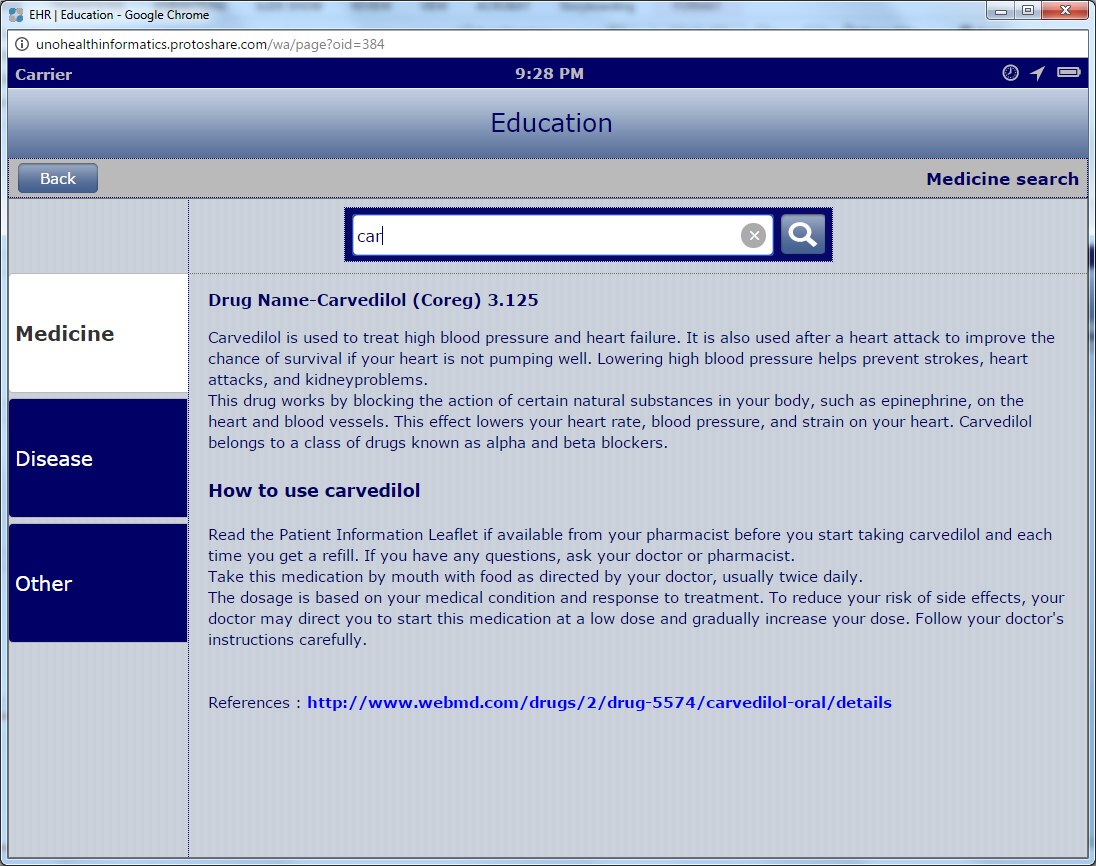 EHR | Education - Google Chrome
unohealthinformatics.protoshare.com/wa/page?oid=384
Carrier 9:28 PM
Education
Back Medicine search
car
Medicine
Disease
Other
Drug Name-Carvedilol (Coreg) 3.125
Carvedilol is used to treat high blood pressure and heart failure. It is also used after a heart attack to improve the
chance of survival if your heart is not pumping well. Lowering high blood pressure helps prevent strokes, heart
attacks, and kidneyproblems.
This drug works by blocking the action of certain natural substances in your body, such as epinephrine, on the
heart and blood vessels. This effect lowers your heart rate, blood pressure, and strain on your heart. Carvedilol
belongs to a class of drugs known as alpha and beta blockers.
How to use carvedilol
Read the Patient Information Leaflet if available from your pharmacist before you start taking carvedilol and each
time you get a refill. If you have any questions, ask your doctor or pharmacist.
Take this medication by mouth with food as directed by your doctor, usually twice daily.
The dosage is based on your medical condition and response to treatment. To reduce your risk of side effects, your
doctor may direct you to start this medication at a low dose and gradually increase your dose. Follow your doctor's
instructions carefully.
References : http://www.webmd.com/drugs/2/drug-5574/carvedilol-oral/details